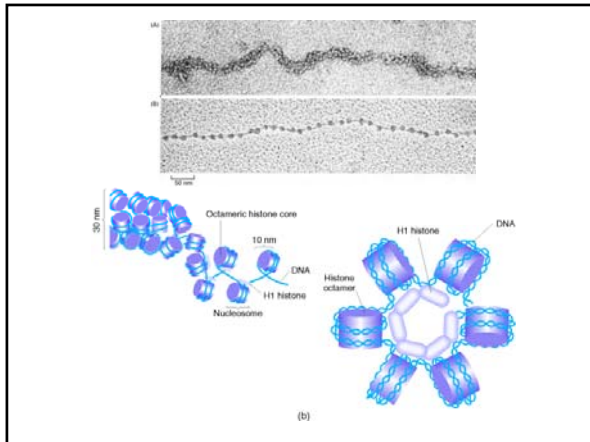 (A)
(B)
50 nm
30 nm
Octameric histone core
10 nm
DNA
H1 histone
Nucleosome
H1 histone
DNA
Histone
octamer
(b)